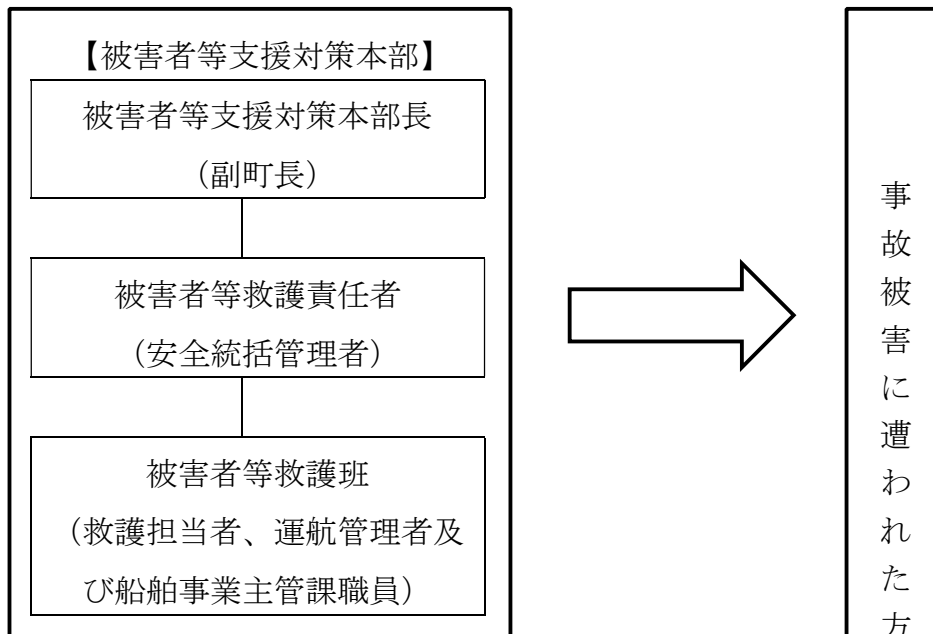 【被害者等支援対策本部】
被害者等支援対策本部長
（副町長）
被害者等救護責任者
（安全統括管理者）
被害者等救護班
（救護担当者、運航管理者及
び船舶事業主管課職員）
事故被害に遭われた方